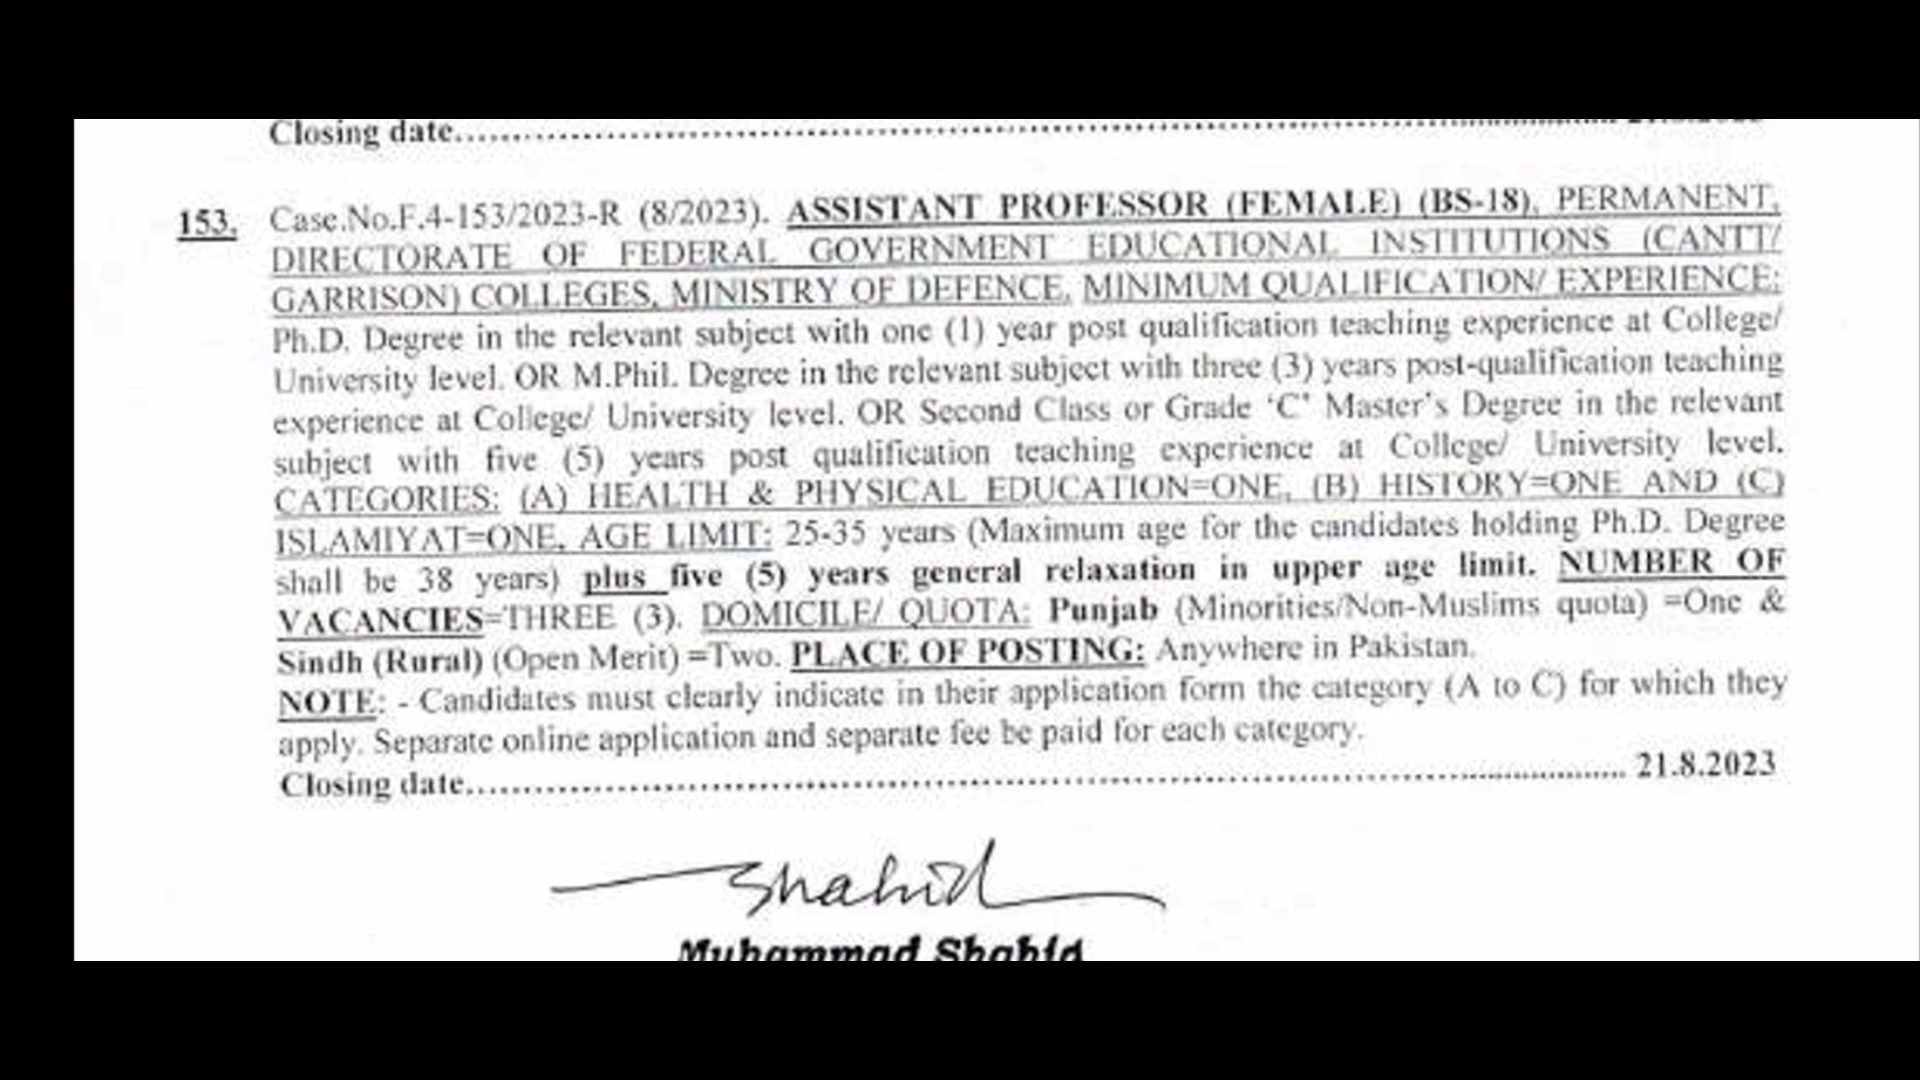 Closing date
153. Case.No.F.4-153/2023-R (8/2023). ASSISTANT PROFESSOR (FEMALE) (BS-18), PERMANENT,
DIRECTORATE OF FEDERAL GOVERNMENT EDUCATIONAL INSTITUTIONS (CANTT/
GARRISON) COLLEGES, MINISTRY OF DEFENCE, MINIMUM QUALIFICATION/ EXPERIENCE:
Ph.D. Degree in the relevant subject with one (1) year post qualification teaching experience at College/
University level. OR M.Phil. Degree in the relevant subject with three (3) years post-qualification teaching
experience at College/ University level. OR Second Class or Grade ‘C’ Master’s Degree in the relevant
subject with five (5) years post qualification teaching experience at College/ University level.
CATEGORIES: (A) HEALTH & PHYSICAL EDUCATION=ONE, (B) HISTORY=ONE AND (C)
ISLAMIYAT=ONE, AGE LIMIT: 25-35 years (Maximum age for the candidates holding Ph.D. Degree
shall be 38 years) plus five (5) years general relaxation in upper age limit. NUMBER OF
VACANCIES=THREE (3). DOMICILE/ QUOTA: Punjab (Minorities/Non-Muslims quota) =One &
Sindh (Rural) (Open Merit) =Two. PLACE OF POSTING: Anywhere in Pakistan.
NOTE: - Candidates must clearly indicate in their application form the category (A to C) for which they
apply. Separate online application and separate fee be paid for each category.
Closing date........................................................................ 21.8.2023
Shahid
Muhammad Shahid